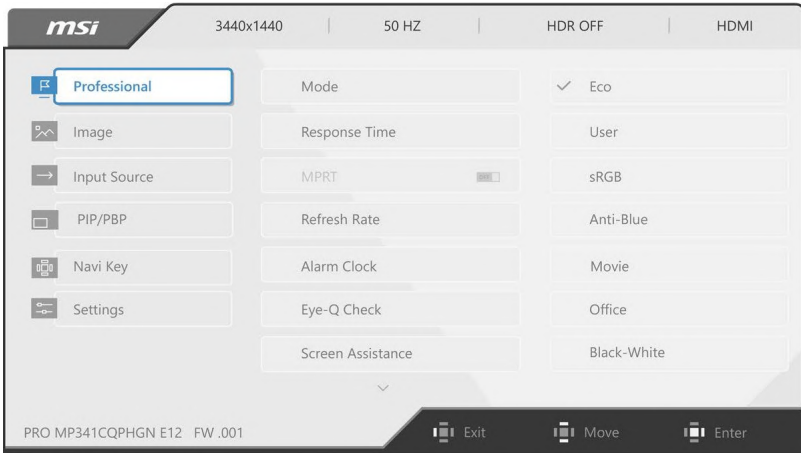 msi 3440x1440 50 HZ HDR OFF HDMI
Professional Mode Eco
Image Response Time User
Input Source MPRT sRGB
PIP/PBP Refresh Rate Anti-Blue
Navi Key Alarm Clock Movie
Settings Eye-Q Check Office
Screen Assistance Black-White
PRO MP341CQPHGN E12 FW .001 Exit Move Enter